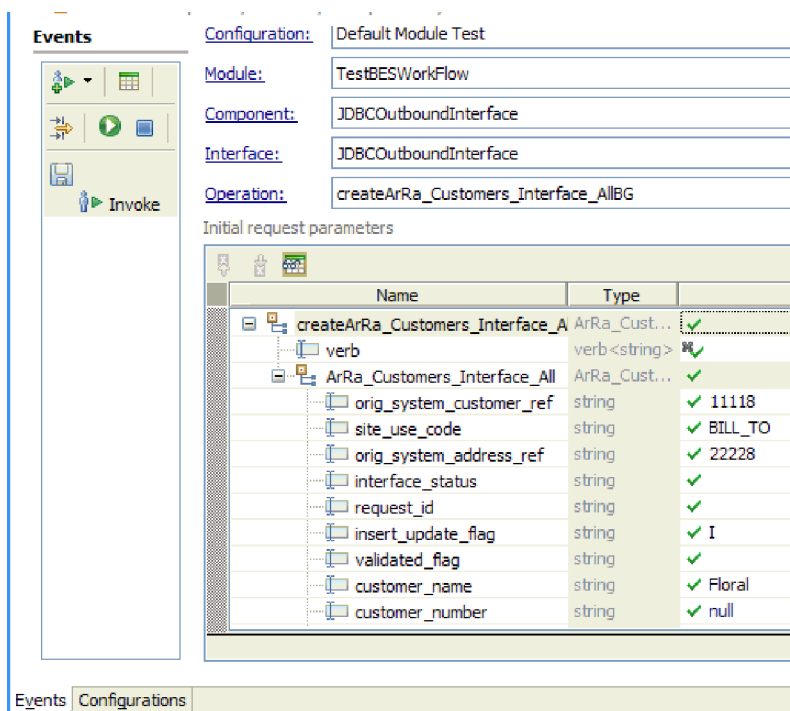 Events
Invoke
Configuration: Default Module Test
Module: TestBESWorkFlow
Component: JDBCOutboundInterface
Interface: JDBCOutboundInterface
Operation: createArRa_Customers_Interface_AllBG
Initial request parameters
Name Type
createArRa_Customers_Interface_A ArRa_Cust...
verb verb<string>
ArRa_Customers_Interface_All ArRa_Cust...
orig_system_customer_ref string 11118
site_use_code string BILL_TO
orig_system_address_ref string 22228
interface_status string
request_id string
insert_update_flag string I
validated_flag string
customer_name string Floral
customer_number string null
Events Configurations